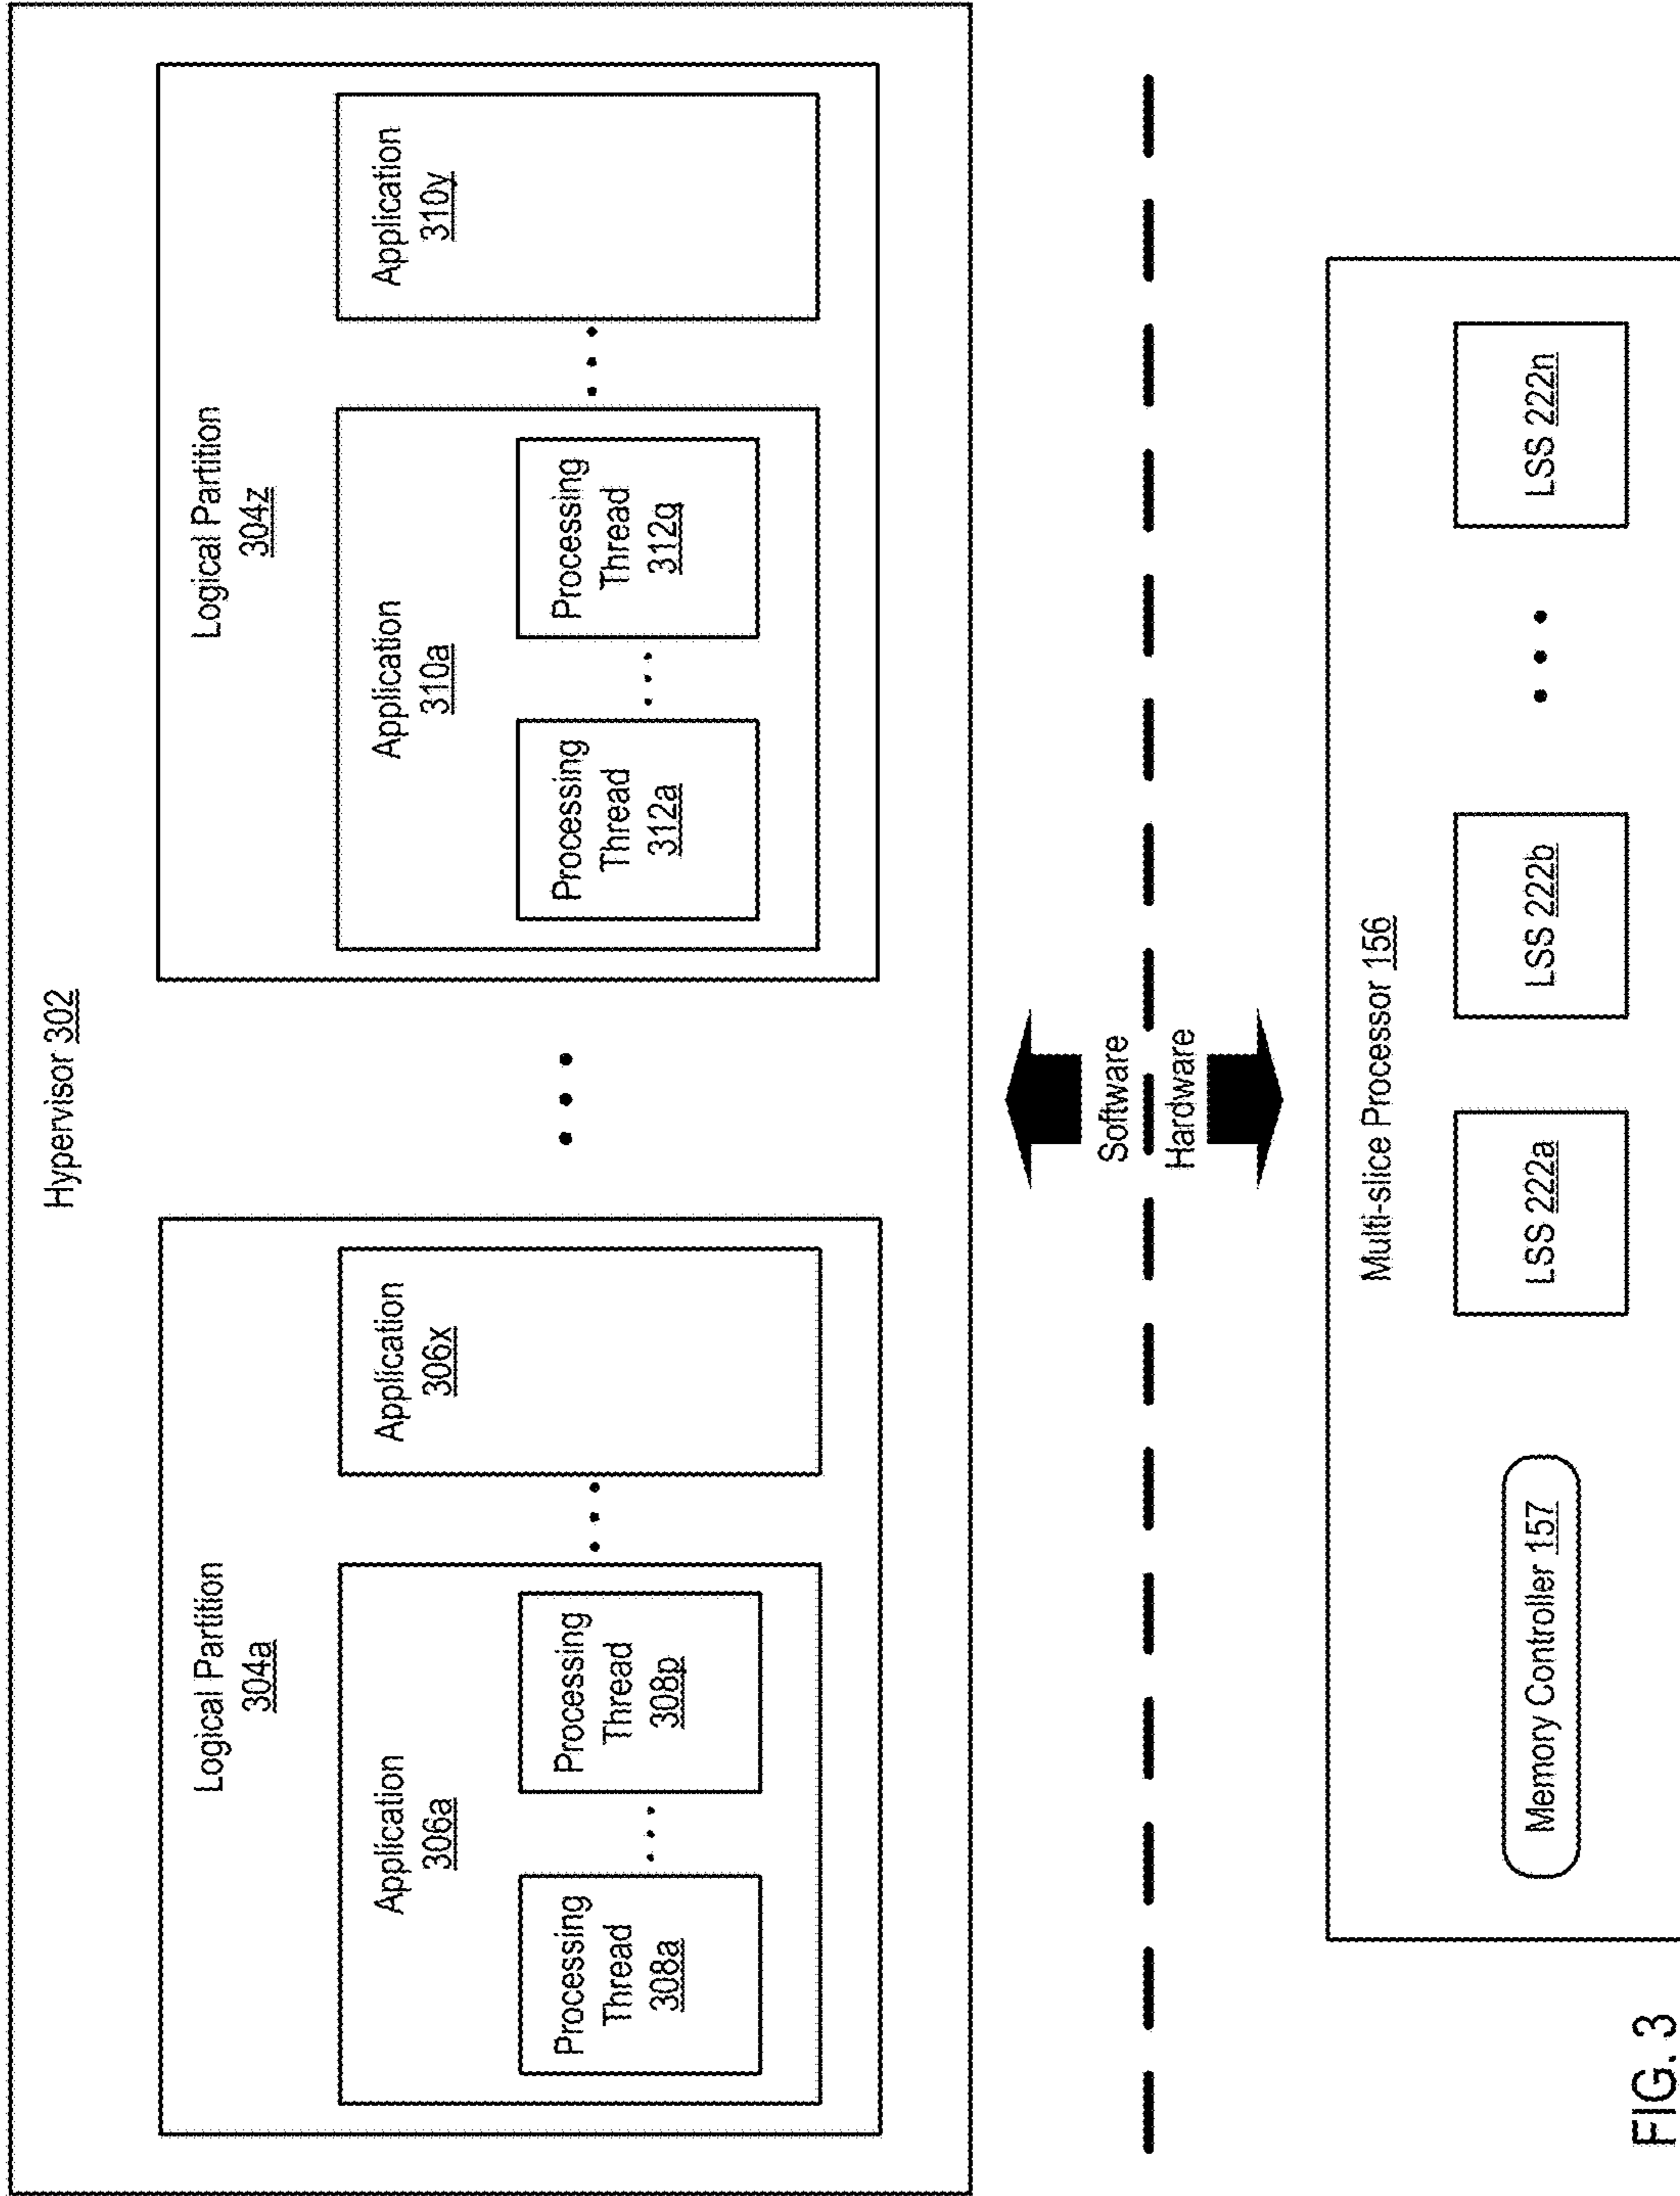 Hypervisor 302
Logical Partition
304a
Application
306a
Processing
Thread
308a
Processing
Thread
308p
Application
306x
Logical Partition
304z
Application
310a
Processing
Thread
312a
Processing
Thread
312q
Application
310y
Software
Hardware
Multi-slice Processor 156
Memory Controller 157
LSS 222a
LSS 222b
LSS 222n
FIG. 3